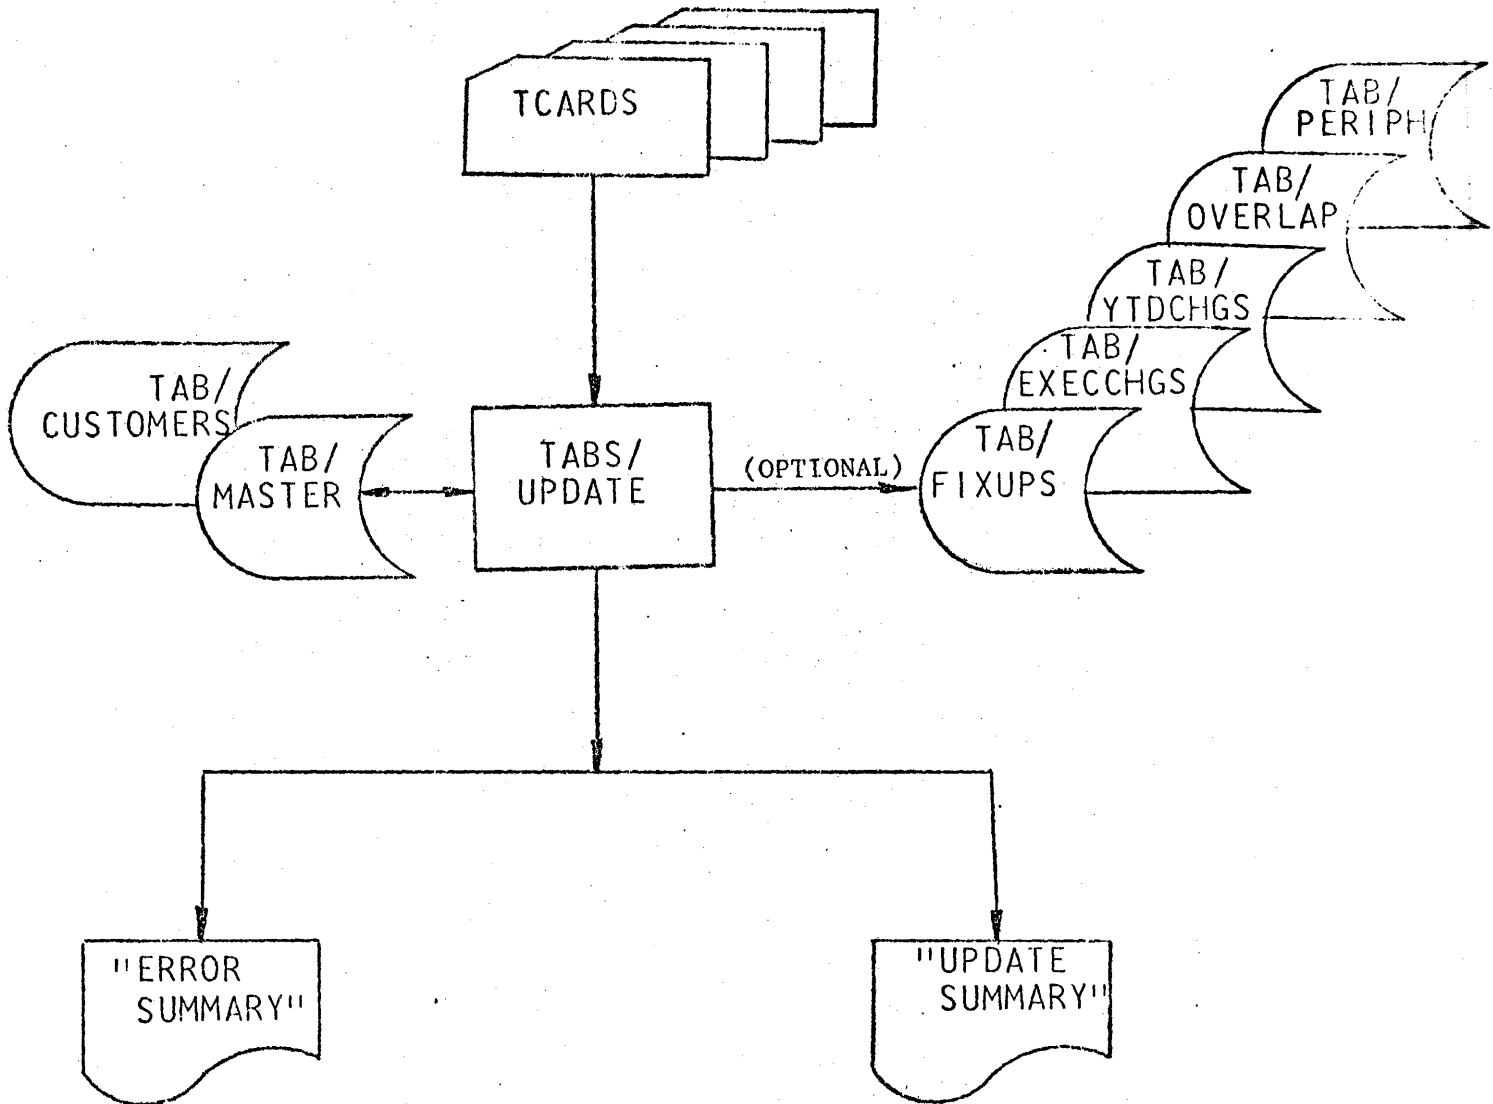 TCARDS
TAB/
PERIPH
TAB/
OVERLAP
TAB/
YTDCHGS
TAB/
EXECCHGS
TAB/
FIXUPS
TAB/
CUSTOMERS
TAB/
MASTER
TABS/
UPDATE
(OPTIONAL)
"ERROR
SUMMARY"
"UPDATE
SUMMARY"